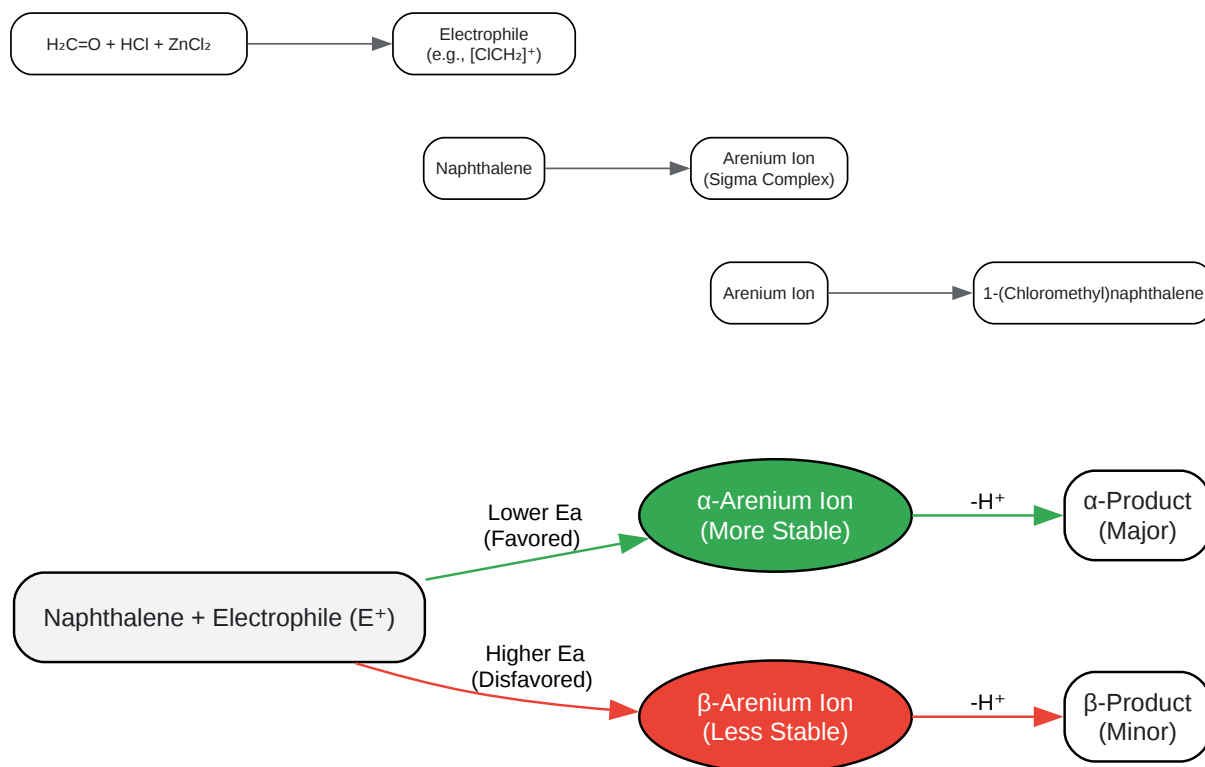 H₂C=O + HCl + ZnCl₂
Electrophile
(e.g., [ClCH₂]⁺)
Naphthalene
Arenium Ion
(Sigma Complex)
Arenium Ion
1-(Chloromethyl)naphthalene
Naphthalene + Electrophile (E⁺)
Lower Ea
(Favored)
α-Arenium Ion
(More Stable)
-H⁺
α-Product
(Major)
Higher Ea
(Disfavored)
β-Arenium Ion
(Less Stable)
-H⁺
β-Product
(Minor)